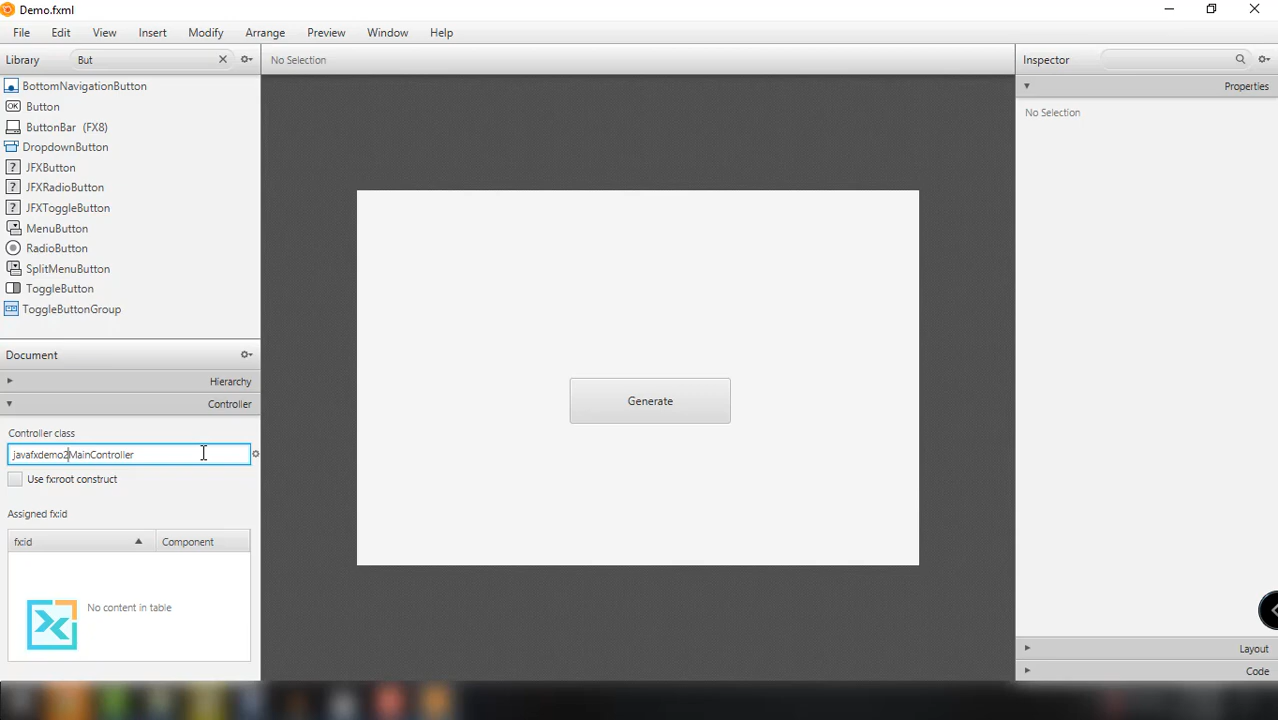 Demo.fxml
File Edit View Insert Modify Arrange Preview Window Help
Library But
No Selection
Inspector
BottomNavigationButton
Button
ButtonBar (FX8)
DropdownButton
JFXButton
JFXRadioButton
JFXToggleButton
MenuButton
RadioButton
SplitMenuButton
ToggleButton
ToggleButtonGroup
Properties
No Selection
Generate
Document
Hierarchy
Controller
Controller class
javafxdemo2MainController
Use fx:root construct
Assigned fx:id
fx:id Component
No content in table
Layout
Code